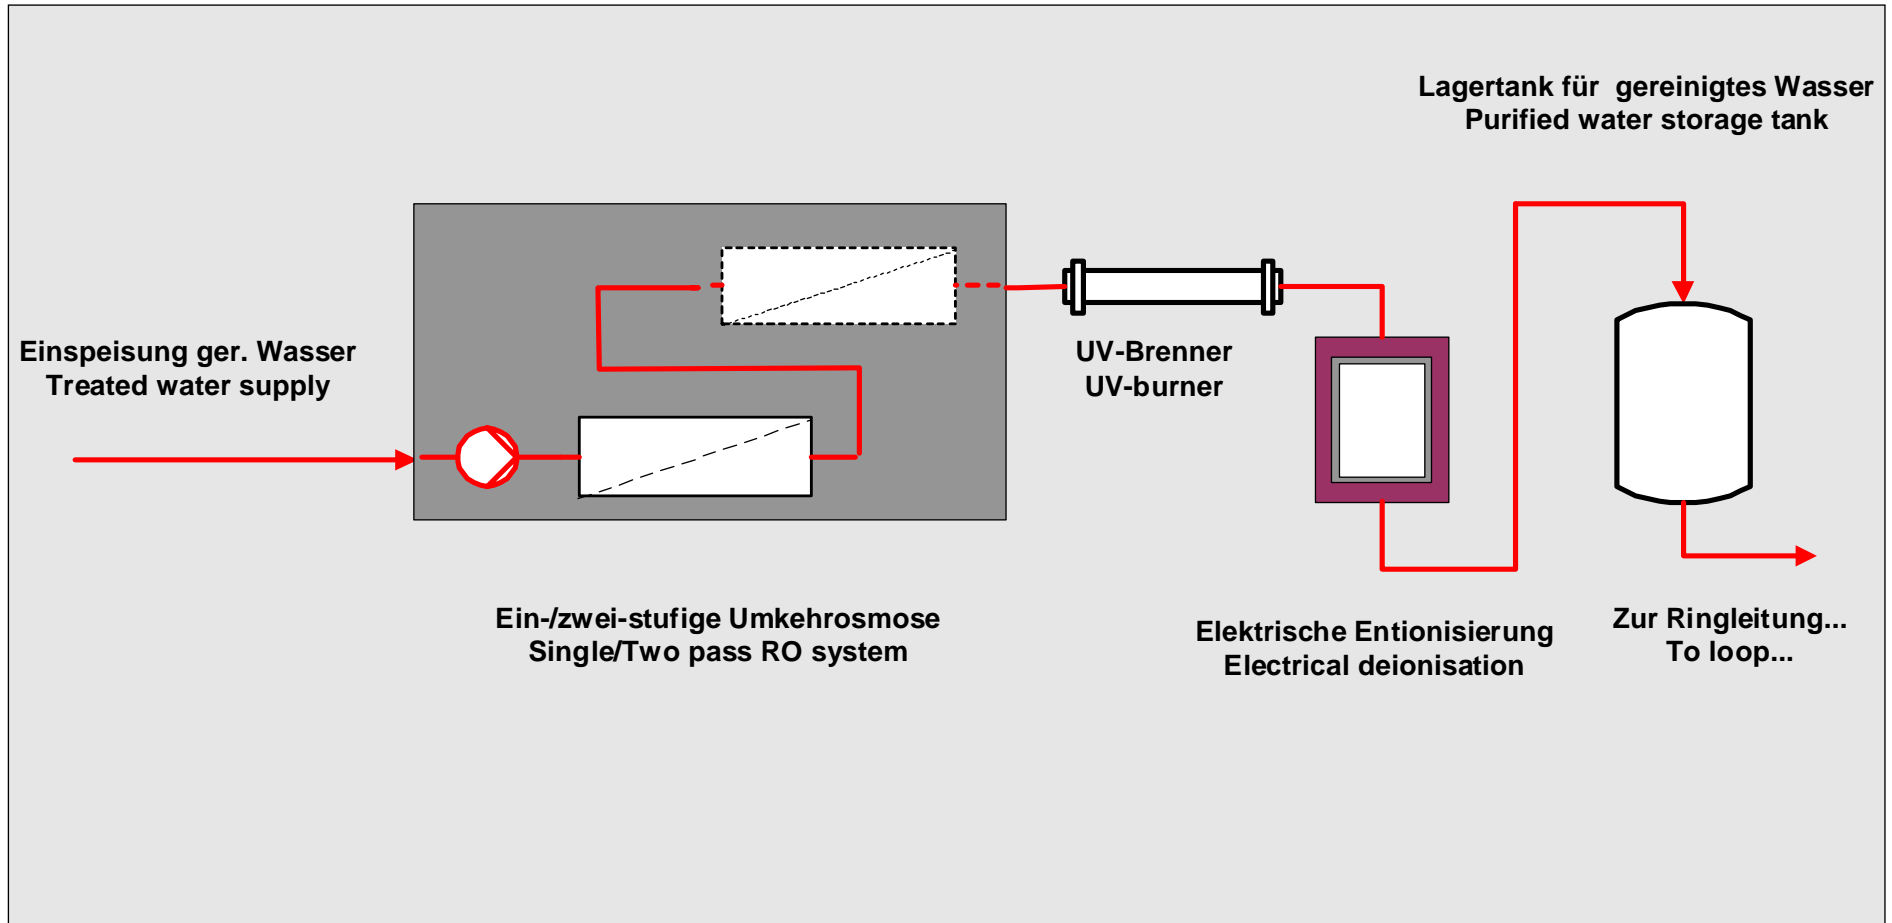 Lagertank für gereinigtes Wasser
Purified water storage tank
Einspeisung ger. Wasser
Treated water supply
UV-Brenner
UV-burner
Ein-/zwei-stufige Umkehrosmose
Single/Two pass RO system
Elektrische Entionisierung
Electrical deionisation
Zur Ringleitung...
To loop...